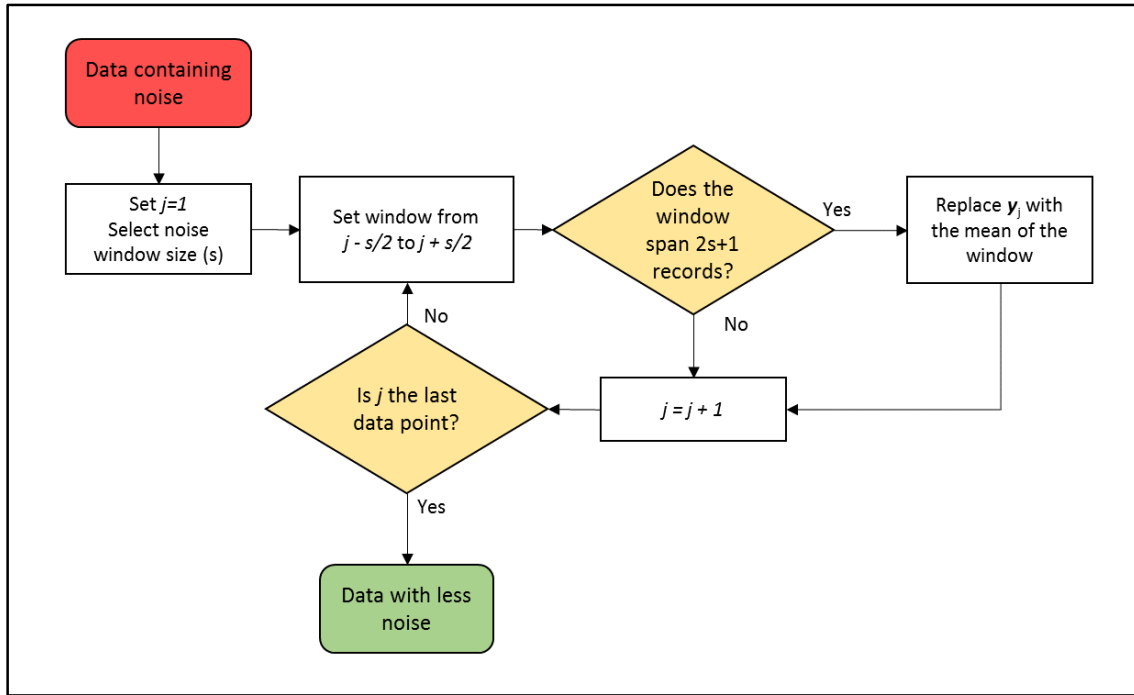 Data containing
noise
Set j=1
Select noise
window size (s)
Set window from
j - s/2 to j + s/2
Does the
window
span 2s+1
records?
Yes
Replace yj with
the mean of the
window
No
j = j + 1
Is j the last
data point?
No
Yes
Data with less
noise